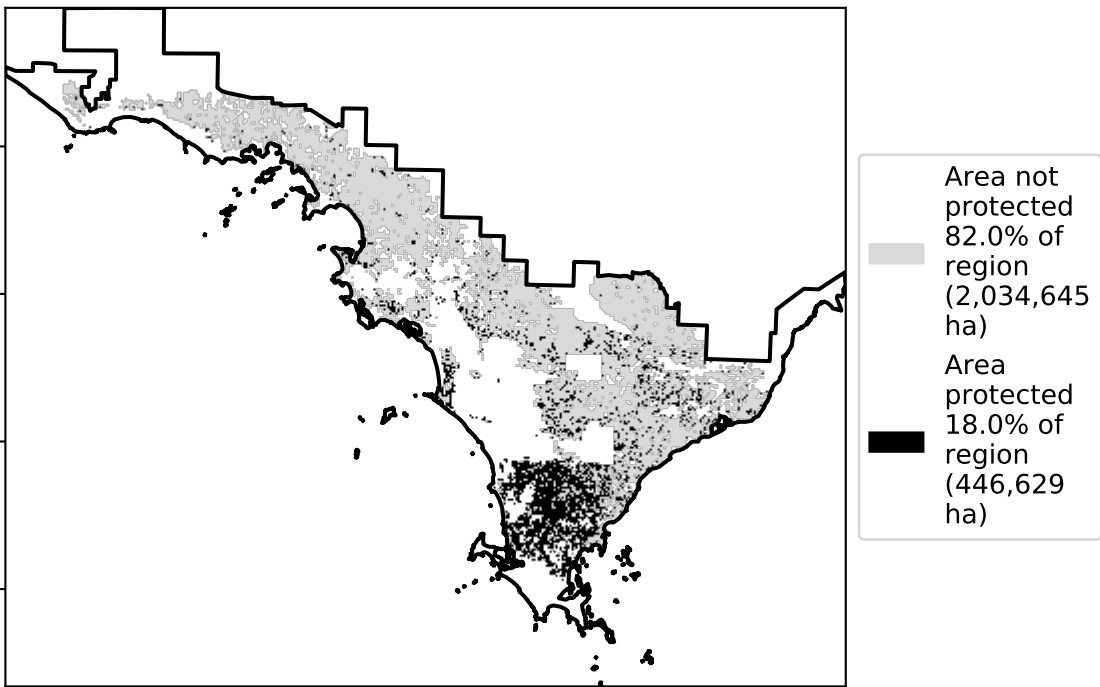 Area not
protected
82.0% of
region
(2,034,645
ha)
Area
protected
18.0% of
region
(446,629
ha)